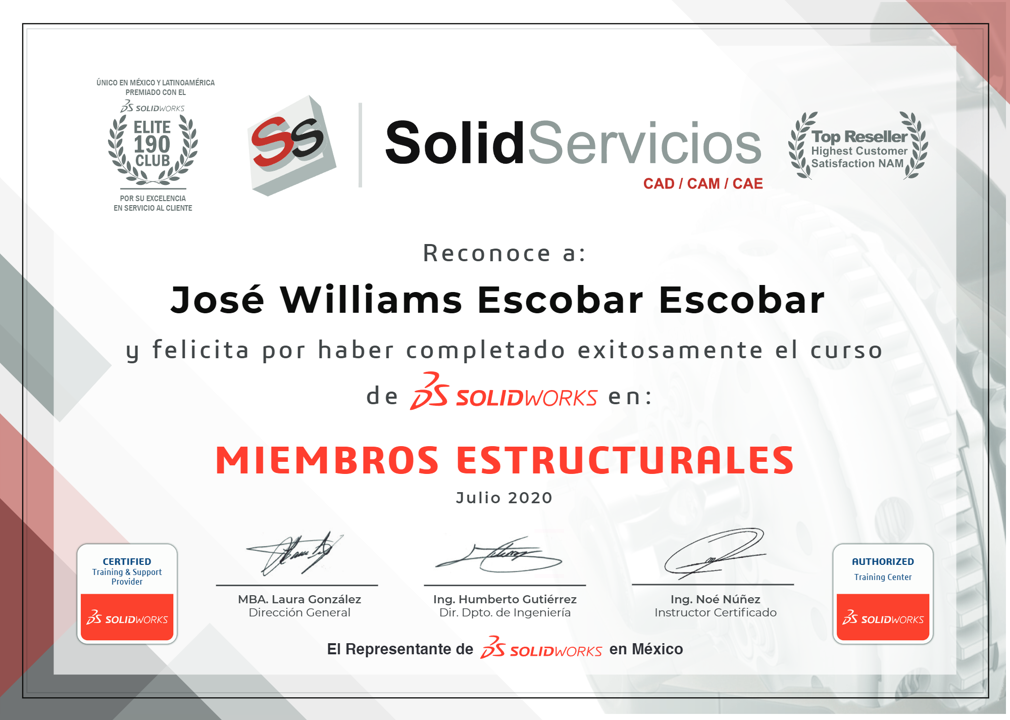 ÚNICO EN MÉXICO Y LATINOAMÉRICA
PREMIADO CON EL
SOLIDWORKS
ELITE
190
CLUB
POR SU EXCELENCIA
EN SERVICIO AL CLIENTE
SS
SolidServicios
CAD / CAM / CAE
Top Reseller
Highest Customer
Satisfaction NAM
Reconoce a:
José Williams Escobar Escobar
y felicita por haber completado exitosamente el curso
de SOLIDWORKS en:
MIEMBROS ESTRUCTURALES
Julio 2020
CERTIFIED
Training & Support
Provider
SOLIDWORKS
MBA. Laura González
Dirección General
Ing. Humberto Gutiérrez
Dir. Dpto. de Ingeniería
Ing. Noé Núñez
Instructor Certificado
AUTHORIZED
Training Center
SOLIDWORKS
El Representante de SOLIDWORKS en México